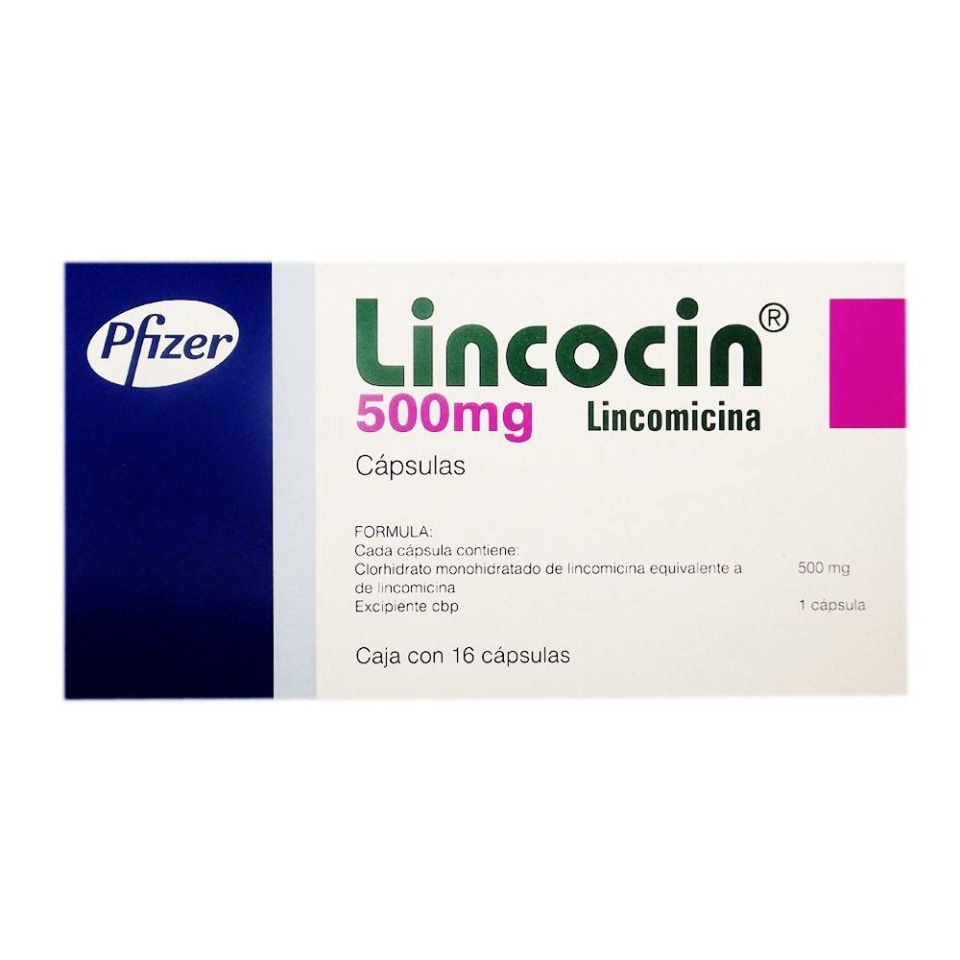 Pfizer
Lincocin®
500mg Lincomicina
Cápsulas
FORMULA:
Cada cápsula contiene:
Clorhidrato monohidratado de lincomicina equivalente a 500 mg
de lincomicina
Excipiente cbp 1 cápsula
Caja con 16 cápsulas